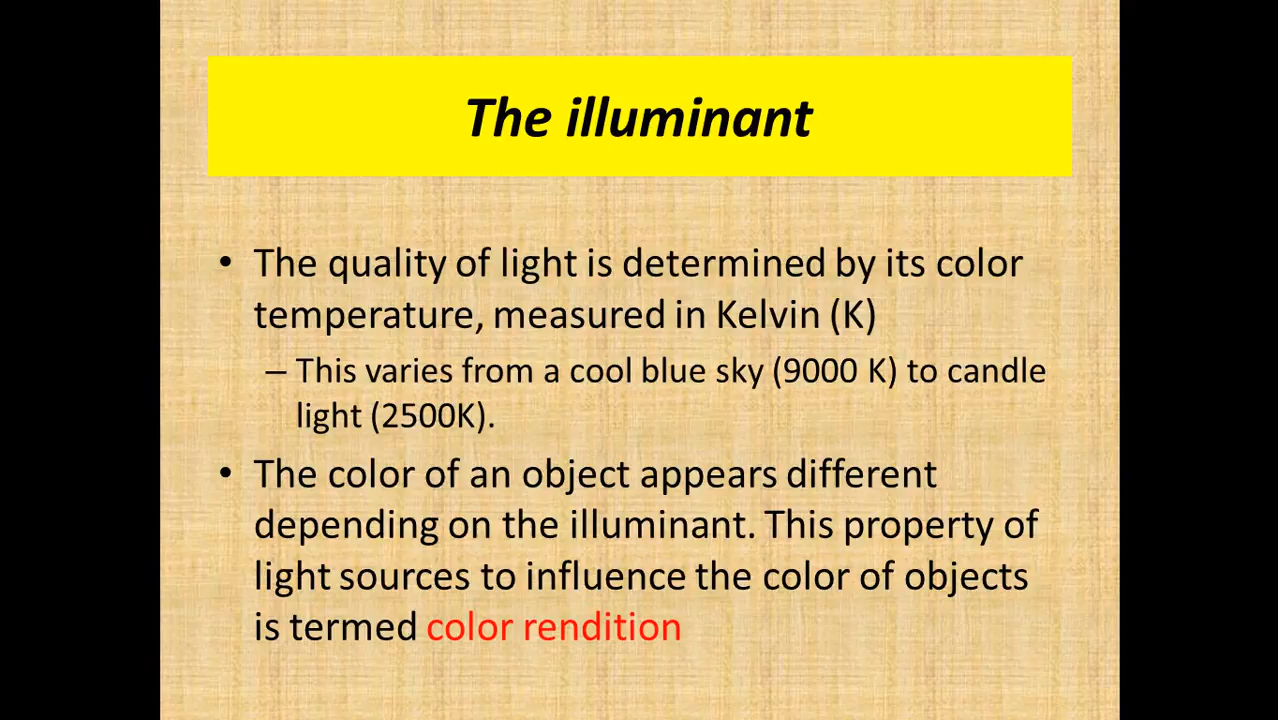 The illuminant
• The quality of light is determined by its color
temperature, measured in Kelvin (K)
– This varies from a cool blue sky (9000 K) to candle
light (2500K).
• The color of an object appears different
depending on the illuminant. This property of
light sources to influence the color of objects
is termed color rendition